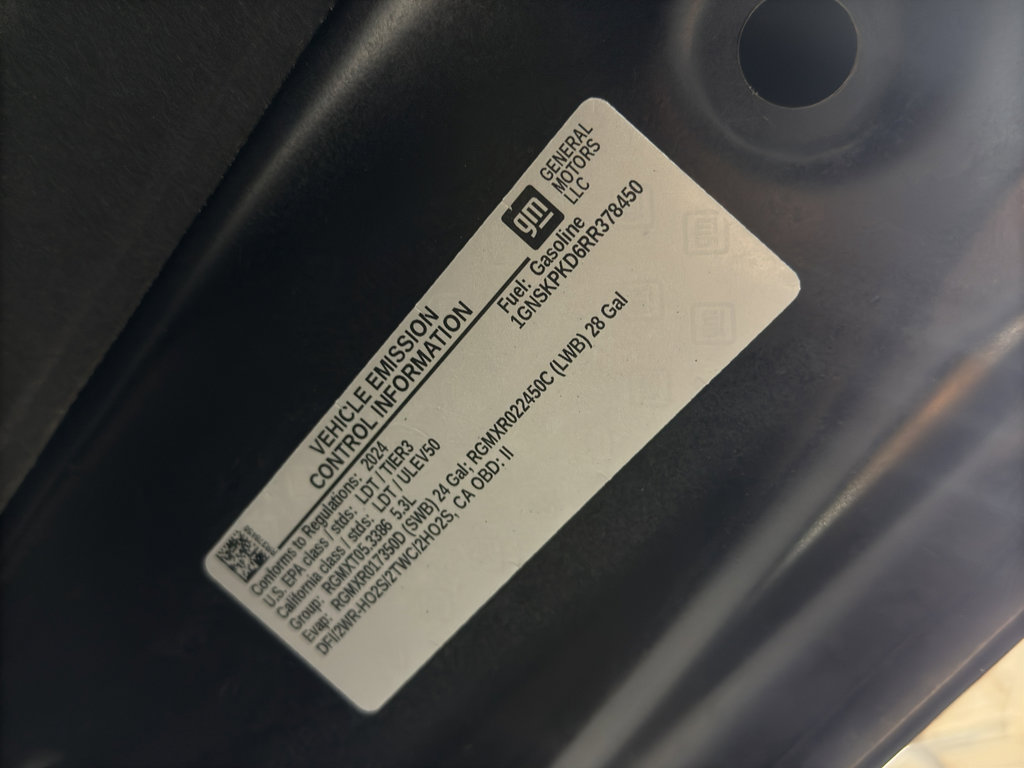 VEHICLE EMISSION
CONTROL INFORMATION
gm
GENERAL
MOTORS
LLC
Conforms to Regulations: 2024
U.S. EPA class / stds: LDT / TIER3
California class / stds: LDT / ULEV50
Group: RGMXT05.3386 5.3L
Evap: RGMXR017350D (SWB) 24 Gal; RGMXR022450C (LWB) 28 Gal
DFI/2WR-HO2S/2TWC/2HO2S, CA OBD: II
Fuel: Gasoline
1GNSKPKD6RR378450